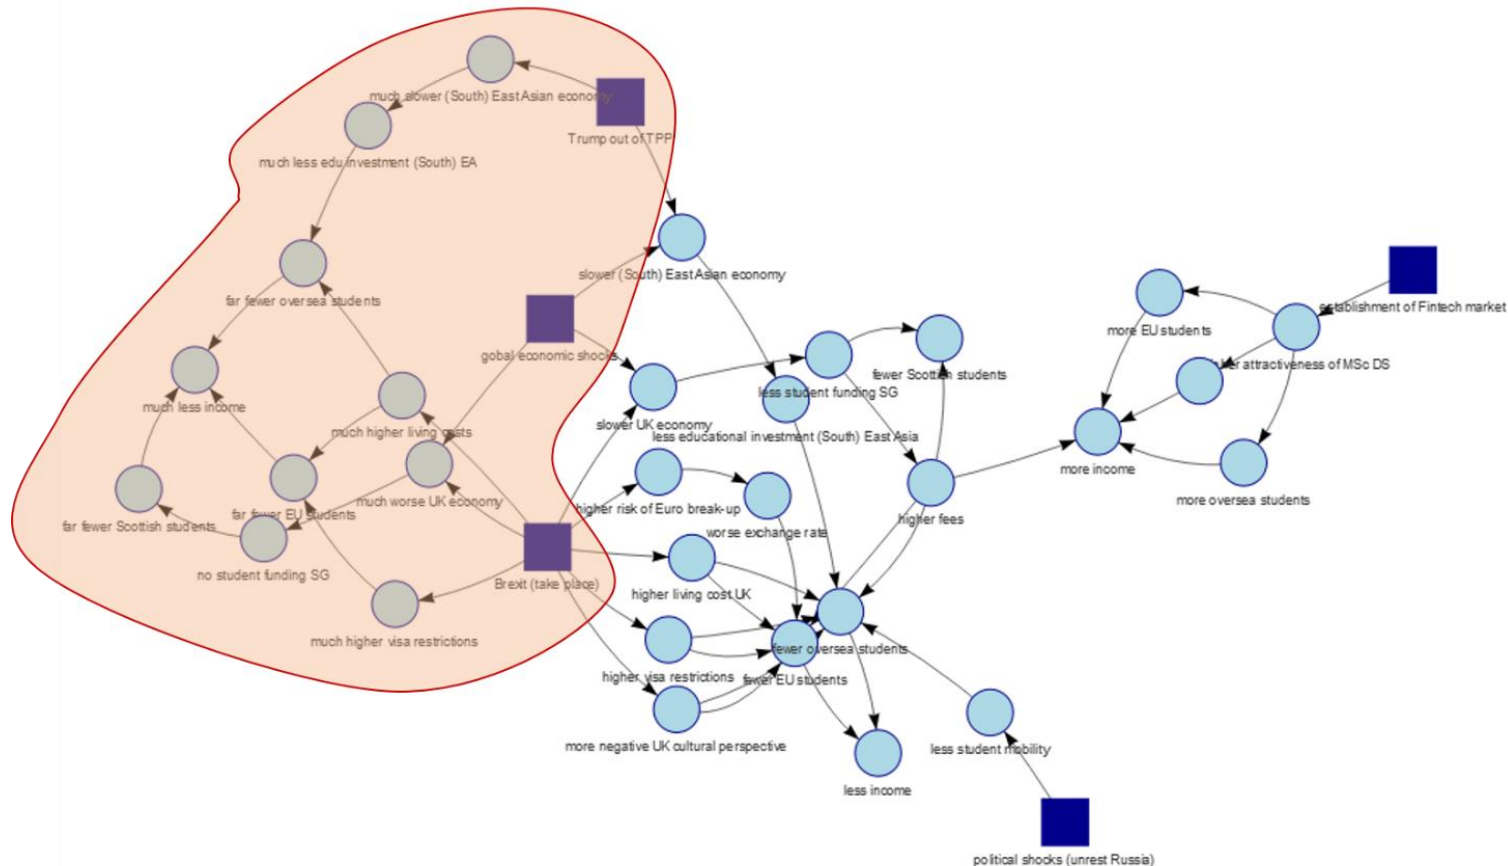 much slower (South) East Asian economy
Trump out of TPP
much less edu investment (South) EA
far fewer oversea students
slower (South) East Asian economy
establishment of Fintech market
more EU students
gobal economic shocks
attractiveness of MSc DS
fewer Scottish students
less student funding SG
much less income
slower UK economy
much higher living costs
less educational investment (South) East Asia
more income
more oversea students
much worse UK economy
higher risk of Euro break-up
far fewer EU students
far fewer Scottish students
higher fees
worse exchange rate
no student funding SG
Brexit (take place)
higher living cost UK
much higher visa restrictions
fewer oversea students
higher visa restrictions
fewer EU students
more negative UK cultural perspective
less student mobility
less income
political shocks (unrest Russia)